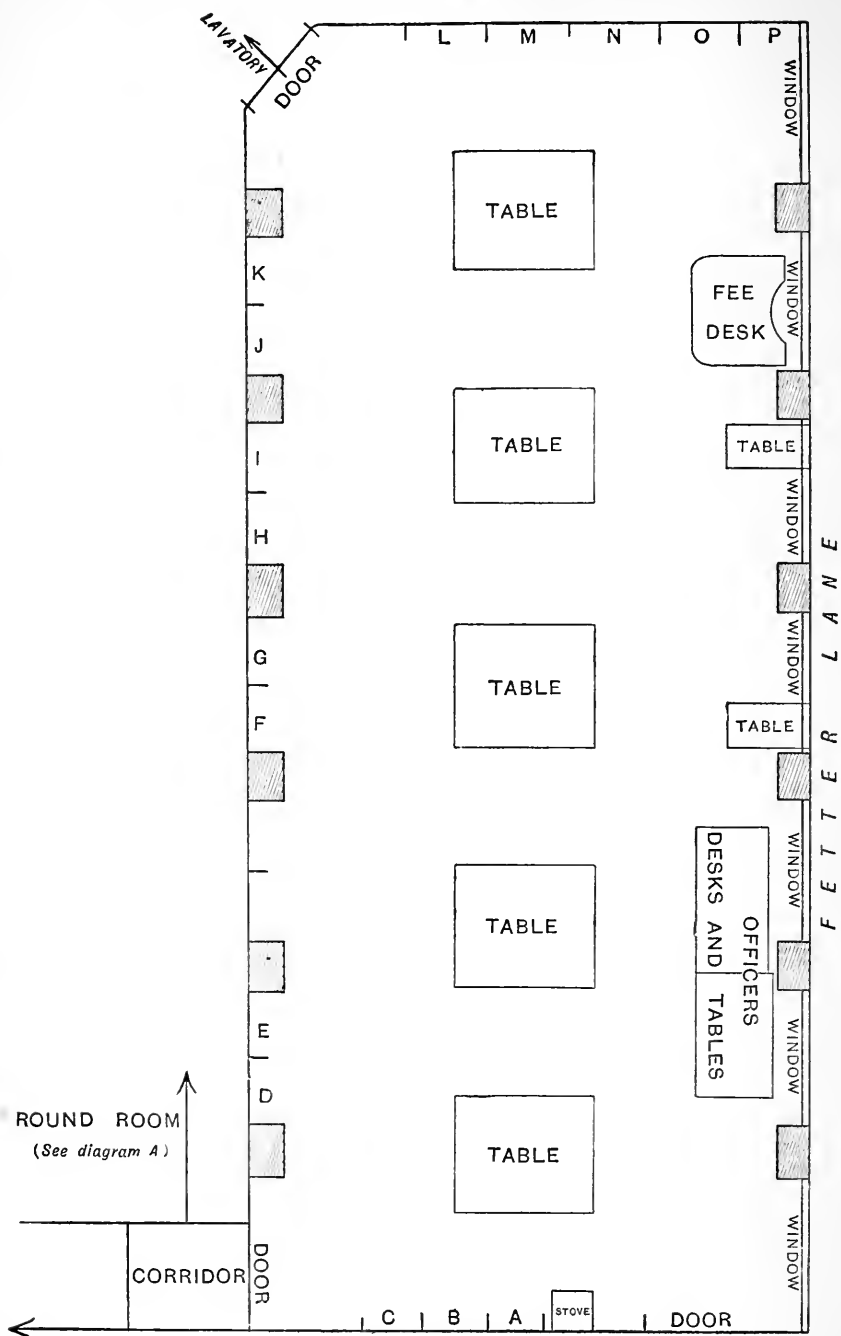 LAVATORY
DOOR
L M N O P
WINDOW
TABLE
K
FEE
DESK
WINDOW
J
TABLE
TABLE
I
WINDOW
H
FETTER LANE
G
TABLE
WINDOW
F
TABLE
OFFICERS
DESKS AND TABLES
WINDOW
TABLE
E
WINDOW
D
ROUND ROOM
(See diagram A)
TABLE
CORRIDOR
DOOR
WINDOW
C B A
STOVE
DOOR